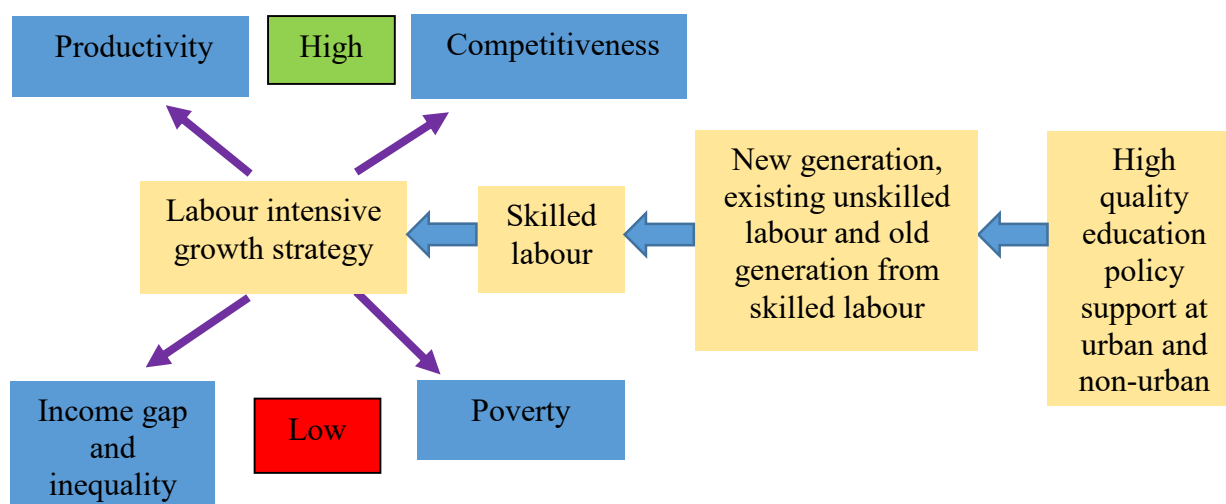 Productivity
High
Competitiveness
Labour intensive
growth strategy
Skilled
labour
New generation,
existing unskilled
labour and old
generation from
skilled labour
High
quality
education
policy
support at
urban and
non-urban
Income gap
and
inequality
Low
Poverty